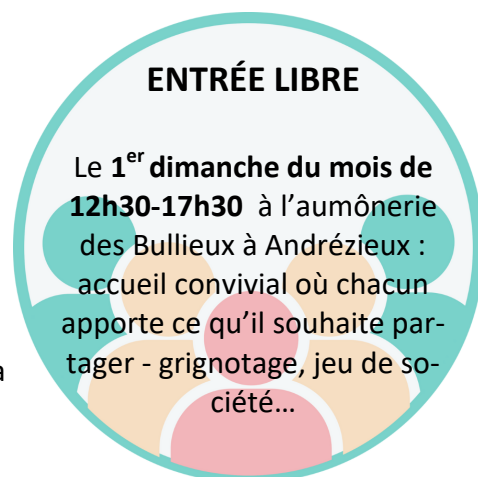 ENTRÉE LIBRE
Le 1er dimanche du mois de
12h30-17h30 à l'aumônerie
des Bullieux à Andrézieux :
accueil convivial où chacun
apporte ce qu'il souhaite par-
tager - grignotage, jeu de so-
a
ciété…